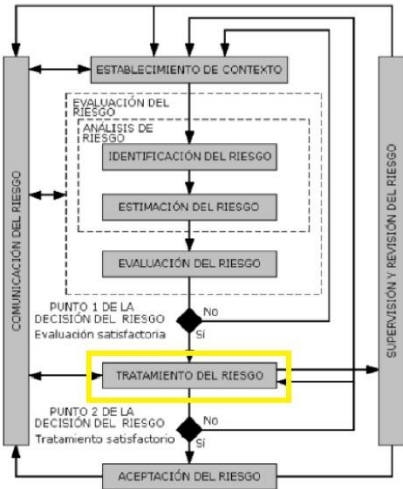 ESTABLECIMIENTO DE CONTEXTO
EVALUACIÓN DEL
RIESGO
ANÁLISIS DE
RIESGO
IDENTIFICACIÓN DEL RIESGO
ESTIMACIÓN DEL RIESGO
EVALUACIÓN DEL RIESGO
COMUNICACIÓN DEL RIESGO
SUPERVISIÓN Y REVISIÓN DEL RIESGO
PUNTO 1 DE LA
DECISIÓN DEL RIESGO
Evaluación satisfactoria
No
Sí
TRATAMIENTO DEL RIESGO
PUNTO 2 DE LA
DECISIÓN DEL RIESGO
Tratamiento satisfactorio
No
Sí
ACEPTACIÓN DEL RIESGO